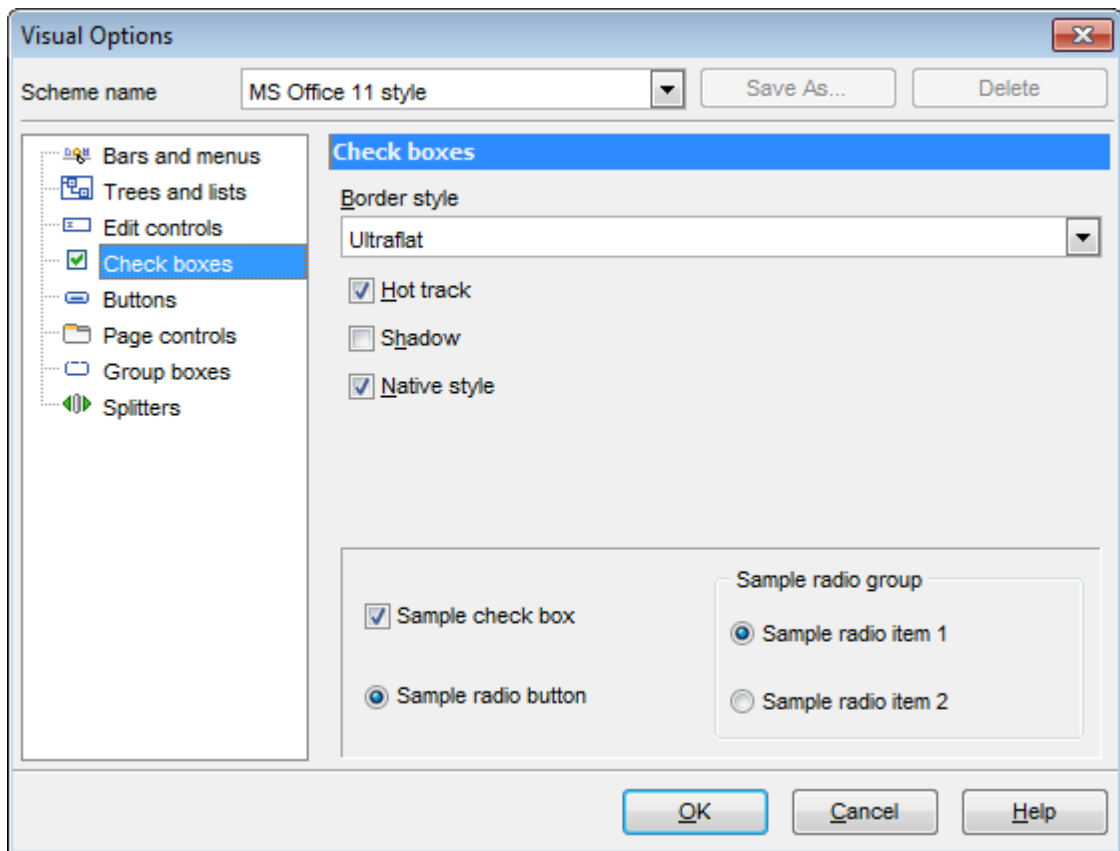 Visual Options
Scheme name MS Office 11 style Save As... Delete
Bars and menus
Trees and lists
Edit controls
Check boxes
Buttons
Page controls
Group boxes
Splitters
Check boxes
Border style
Ultraflat
Hot track
Shadow
Native style
Sample check box
Sample radio button
Sample radio group
Sample radio item 1
Sample radio item 2
OK Cancel Help